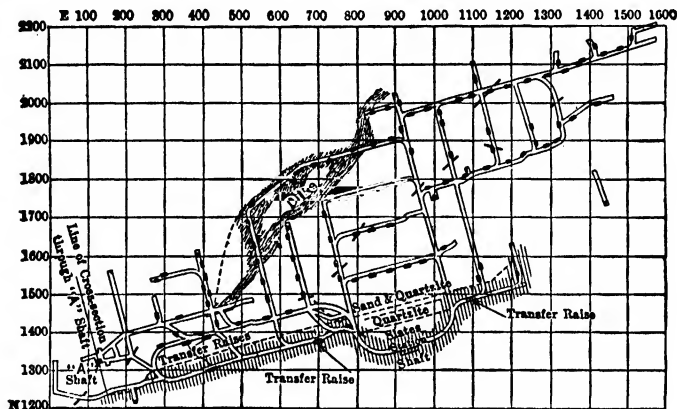 E 100 200 300 400 500 600 700 800 900 1000 1100 1200 1300 1400 1500 1600
2200
2100
2000
1900
1800
1700
1600
1500
1400
1300
N 1200
Dike
Line of Cross-section
through "A" Shaft
"A"
Shaft
Sand & Quartzite
Quartzite
Slates
Shaft
Transfer Raises
Transfer Raise
Transfer Raise